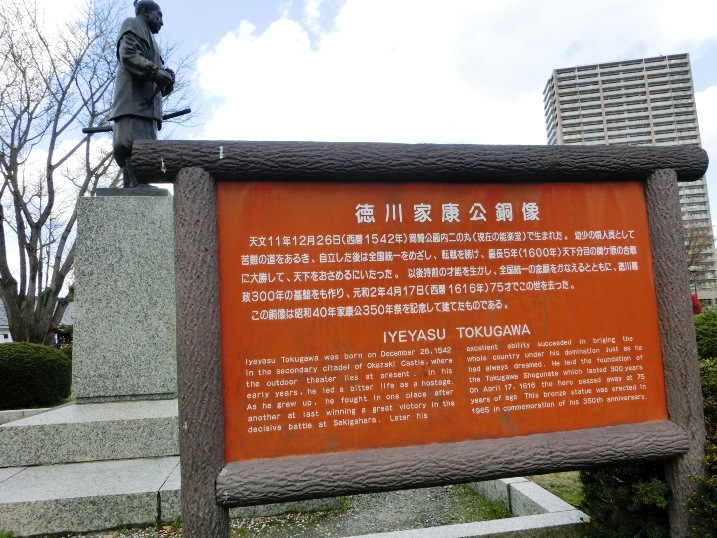 徳川家康公銅像
天文11年12月26日(西暦1542年)岡崎公園内二の丸(現在の能楽堂)で生まれた。幼少の頃人質として
苦難の道をあるき、自立した後は全国統一をめざし、転戦を続け、慶長5年(1600年)天下分目の関ケ原の合戦
に大勝して、天下をおさめるにいたった。以後持前の才能を生かし、全国統一の念願をかなえるとともに、徳川幕
政300年の基盤をも作り、元和2年4月17日(西暦1616年)75才でこの世を去った。
この銅像は昭和40年家康公350年祭を記念して建てたものである。
IYEYASU TOKUGAWA
Iyeyasu Tokugawa was born on December 26, 1542
in the secondary citadel of Okazaki Castle, where
the outdoor theater lies at present. In his
early years, he led a bitter life as a hostage.
As he grew up, he fought in one place after
another at last winning a great victory in the
decisive battle at Sekigahara. Later his
excellent ability succeeded in briging the
whole country under his domination just as he
had always dreamed. He laid the foundation of
the Tokugawa Shogunate which lasted 300 years
on April 17, 1616 the hero passed away at 75
years of age This bronze statue was erected in
1965 in commemoration of his 350th anniversary.